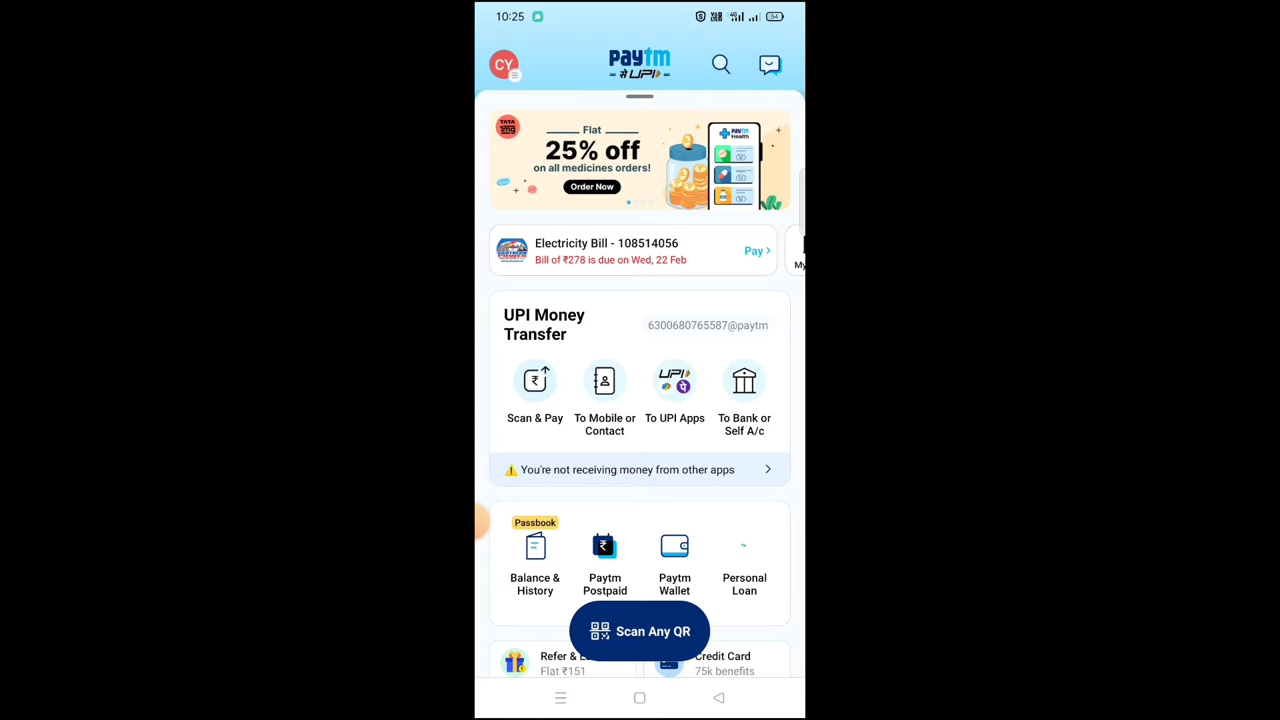 10:25
54
CY
paytm
से UPI
TATA
1mg
Flat
25% off
on all medicines orders!
Order Now
paytm
Health
Electricity Bill - 108514056
Bill of ₹278 is due on Wed, 22 Feb
Pay
My
UPI Money
Transfer
6300680765587@paytm
UPI
Scan & Pay
To Mobile or
Contact
To UPI Apps
To Bank or
Self A/c
You're not receiving money from other apps
Passbook
Balance &
History
Paytm
Postpaid
Paytm
Wallet
Personal
Loan
Scan Any QR
Refer & E
Flat ₹151
Credit Card
75k benefits